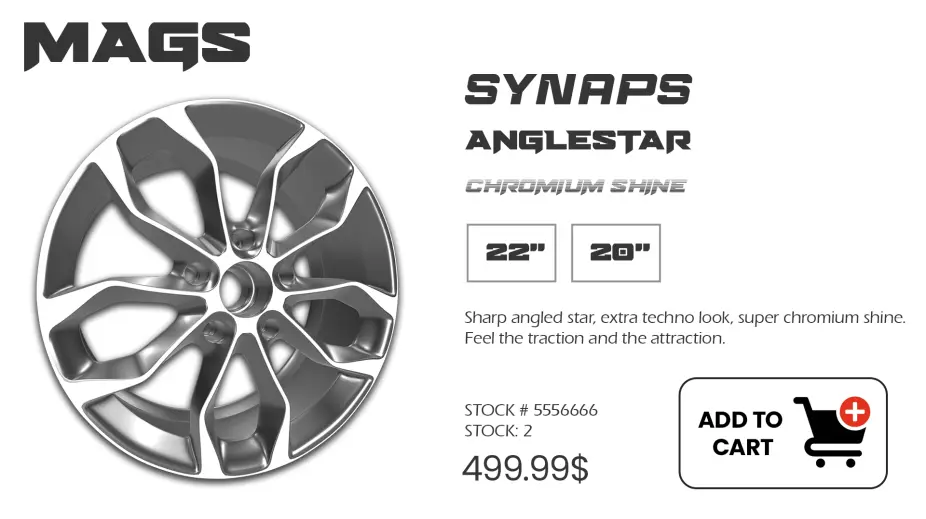 MAGS
SYNAPS
ANGLESTAR
CHROMIUM SHINE
22" 20"
Sharp angled star, extra techno look, super chromium shine.
Feel the traction and the attraction.
STOCK # 5556666
STOCK: 2
499.99$
ADD TO
CART